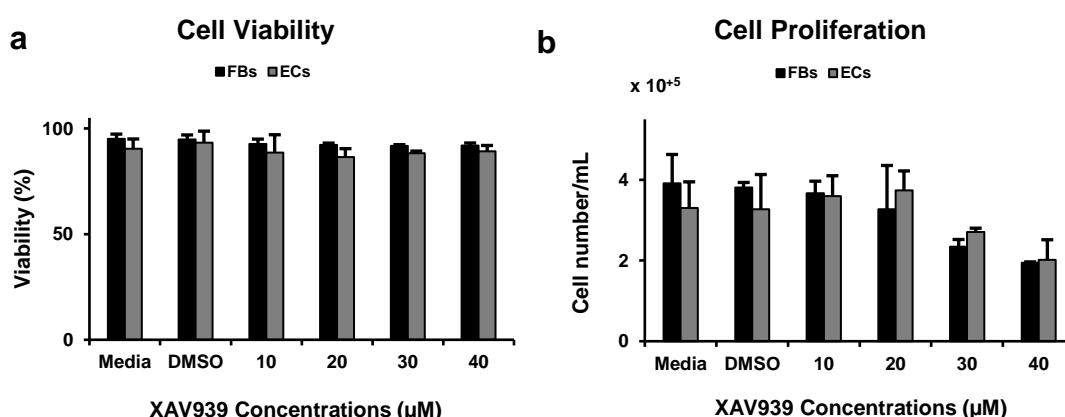 a
Cell Viability
FBs ECs
Viability (%)
100
50
0
Media DMSO 10 20 30 40
XAV939 Concentrations (µM)
b
Cell Proliferation
FBs ECs
x 10+5
Cell number/mL
4
2
0
Media DMSO 10 20 30 40
XAV939 Concentrations (µM)